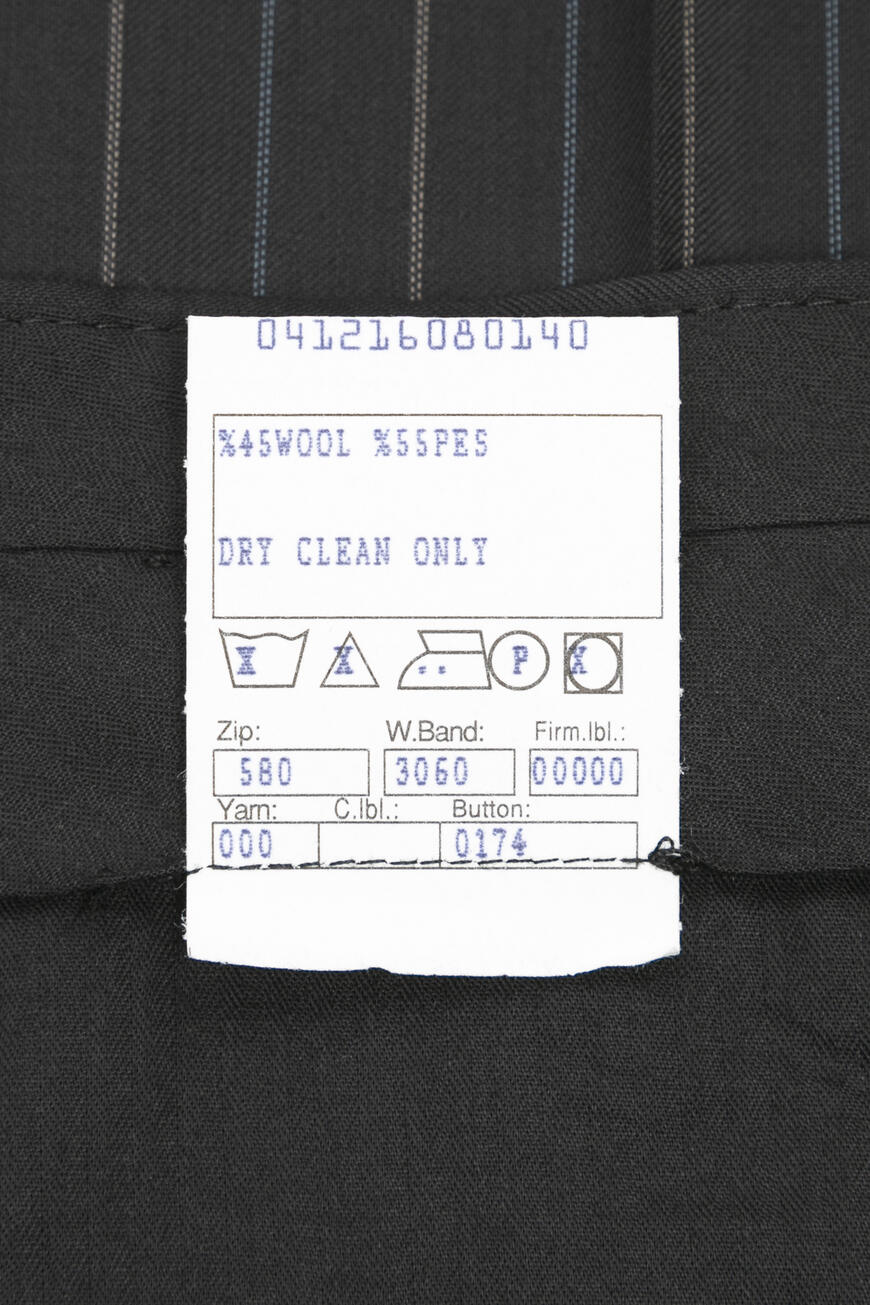 041216080140
%45WOOL %55PES
DRY CLEAN ONLY
X X .. P X
Zip: W.Band: Firm.lbl.:
580 3060 00000
Yarn: C.lbl.: Button:
000 0174